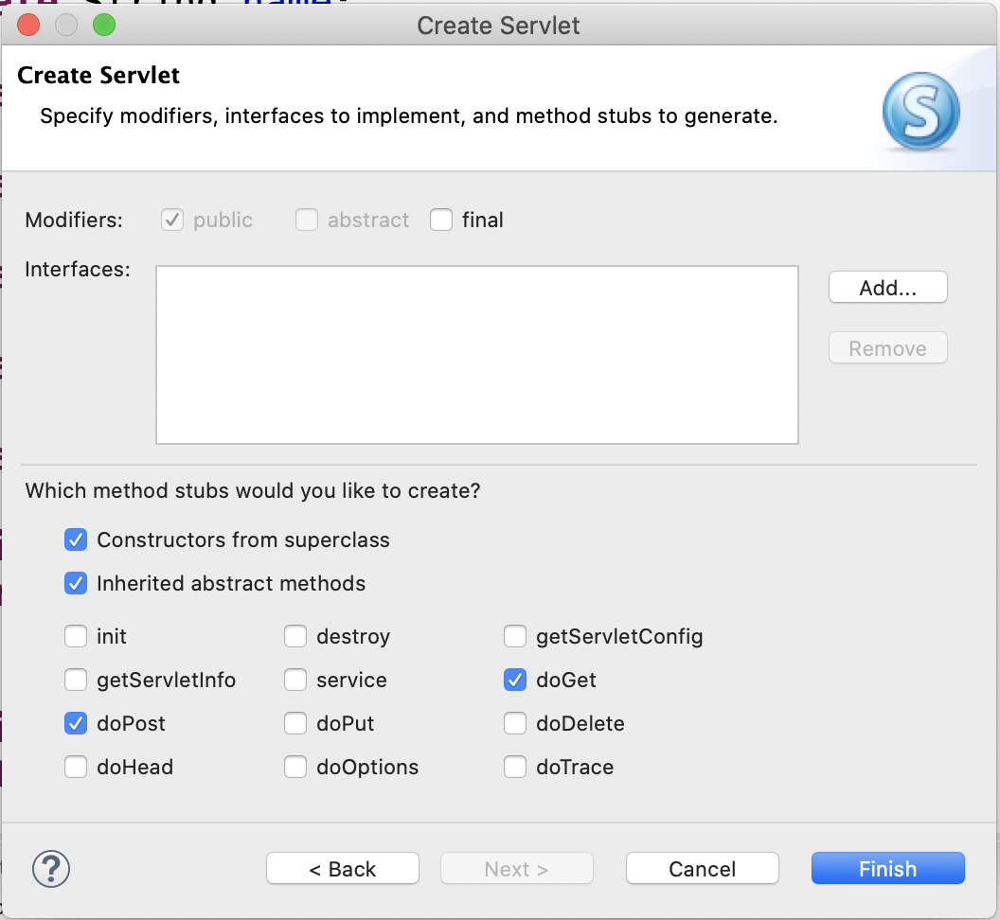 Create Servlet
Create Servlet
Specify modifiers, interfaces to implement, and method stubs to generate.
S
Modifiers: public abstract final
Interfaces:
Add...
Remove
Which method stubs would you like to create?
Constructors from superclass
Inherited abstract methods
init destroy getServletConfig
getServletInfo service doGet
doPost doPut doDelete
doHead doOptions doTrace
? < Back Next > Cancel Finish